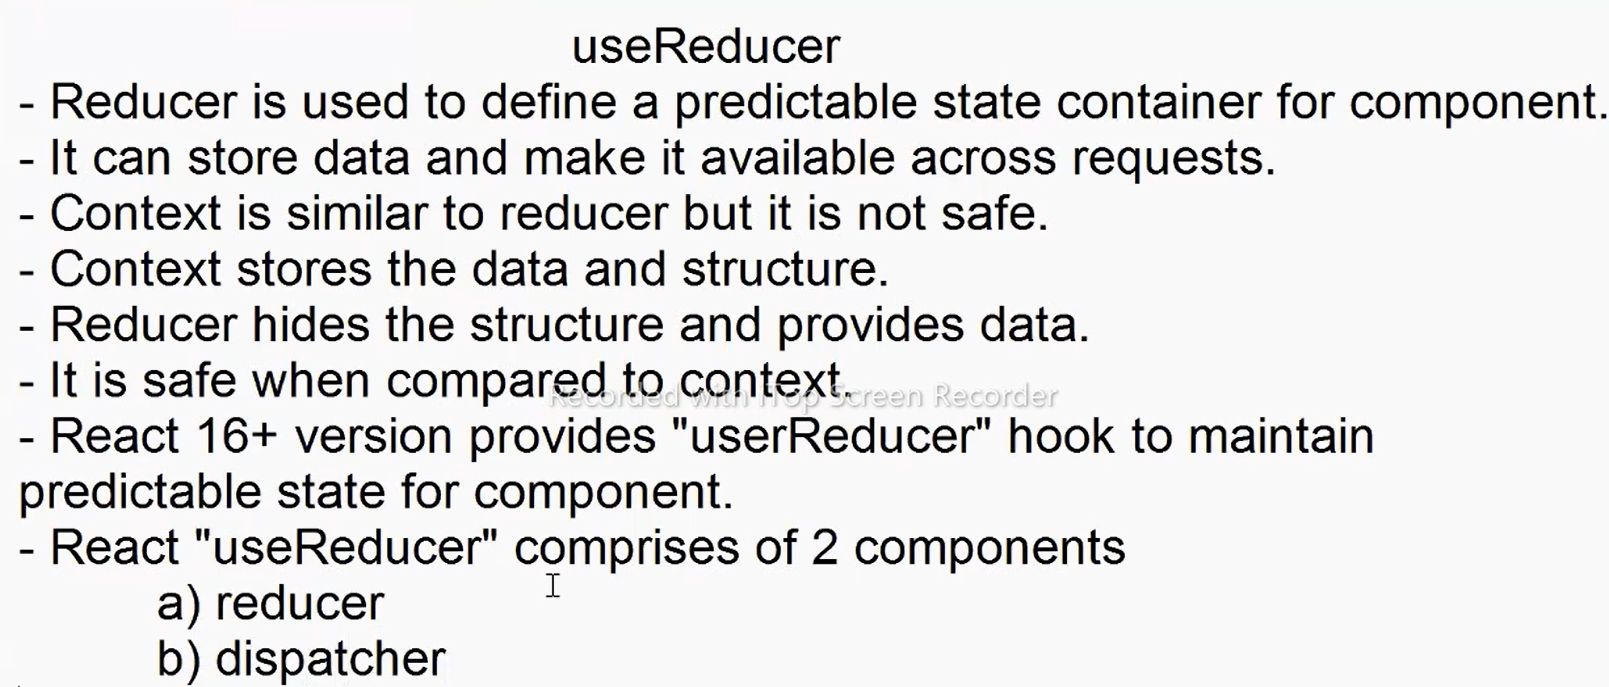 useReducer
- Reducer is used to define a predictable state container for component.
- It can store data and make it available across requests.
- Context is similar to reducer but it is not safe.
- Context stores the data and structure.
- Reducer hides the structure and provides data.
- It is safe when compared to context.
Recorded with iTop Screen Recorder
- React 16+ version provides "userReducer" hook to maintain
predictable state for component.
- React "useReducer" comprises of 2 components
a) reducer
b) dispatcher